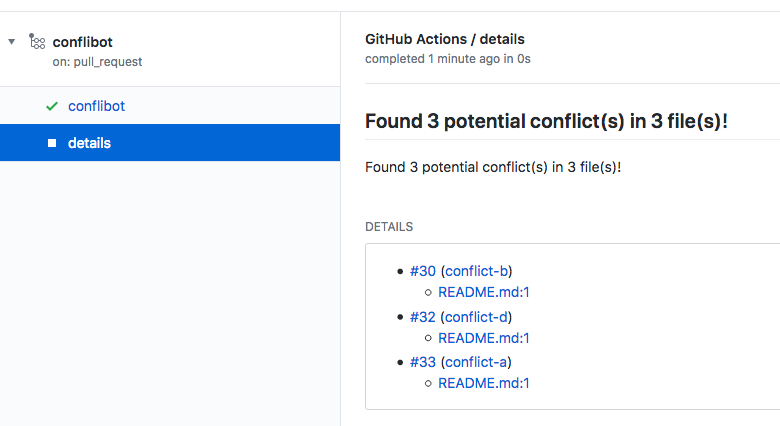 conflibot
on: pull_request
conflibot
details
GitHub Actions / details
completed 1 minute ago in 0s
Found 3 potential conflict(s) in 3 file(s)!
Found 3 potential conflict(s) in 3 file(s)!
DETAILS
#30 (conflict-b)
README.md:1
#32 (conflict-d)
README.md:1
#33 (conflict-a)
README.md:1